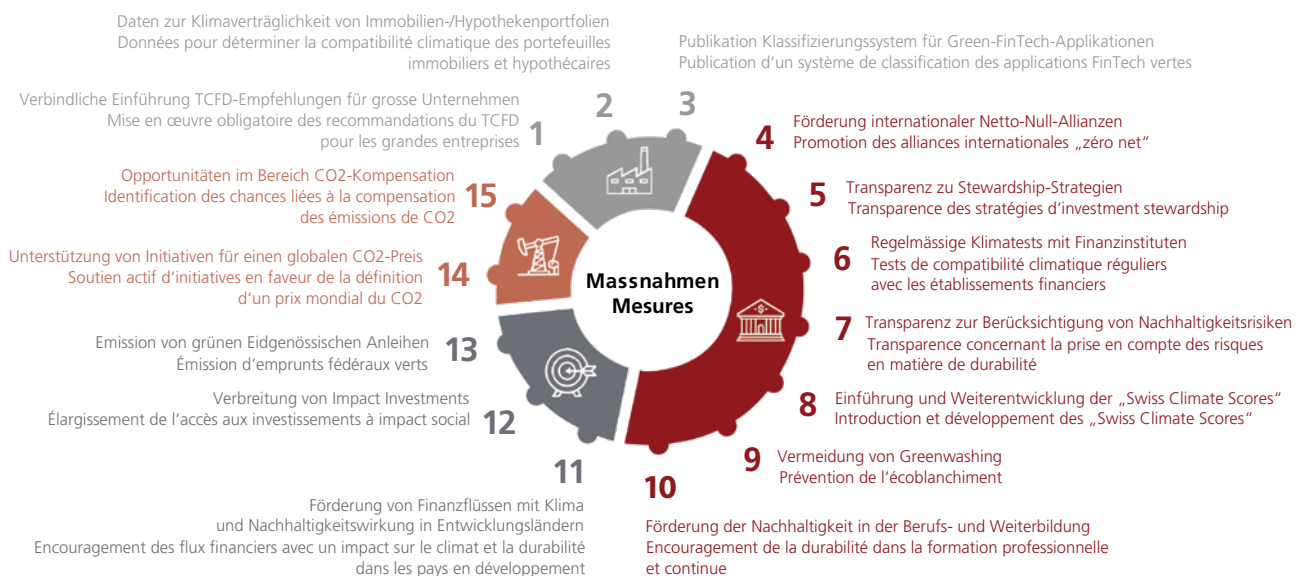 Daten zur Klimaverträglichkeit von Immobilien-/Hypothekenportfolien
Données pour déterminer la compatibilité climatique des portefeuilles
immobiliers et hypothécaires
2
Publikation Klassifizierungssystem für Green-FinTech-Applikationen
Publication d‘un système de classification des applications FinTech vertes
3
Verbindliche Einführung TCFD-Empfehlungen für grosse Unternehmen
Mise en œuvre obligatoire des recommandations du TCFD
pour les grandes entreprises
1
4
Förderung internaler Netto-Null-Allianzen
Promotion des alliances internationales „zéro net“
Opportunitäten im Bereich CO2-Kompensation
Identification des chances liées à la compensation
des émissions de CO2
15
5
Transparenz zu Stewardship-Strategien
Transparence des stratégies d‘investment stewardship
Unterstützung von Initiativen für einen globalen CO2-Preis
Soutien actif d‘initiatives en faveur de la définition
d‘un prix mondial du CO2
14
Massnahmen
Mesures
6
Regelmässige Klimatests mit Finanzinstituten
Tests de compatibilité climatique réguliers
avec les établissements financiers
7
Transparenz zur Berücksichtigung von Nachhaltigkeitsrisiken
Transparence concernant la prise en compte des risques
en matière de durabilité
Emission von grünen Eidgenössischen Anleihen
Émission d‘emprunts fédéraux verts
13
8
Einführung und Weiterentwicklung der „Swiss Climate Scores“
Introduction et développement des „Swiss Climate Scores“
Verbreitung von Impact Investments
Élargissement de l‘accès aux investissements à impact social
12
9
Vermeidung von Greenwashing
Prévention de l‘écoblanchiment
11
Förderung von Finanzflüssen mit Klima
und Nachhaltigkeitswirkung in Entwicklungsländern
Encouragement des flux financiers avec un impact sur le climat et la durabilité
dans les pays en développement
10
Förderung der Nachhaltigkeit in der Berufs- und Weiterbildung
Encouragement de la durabilité dans la formation professionnelle
et continue